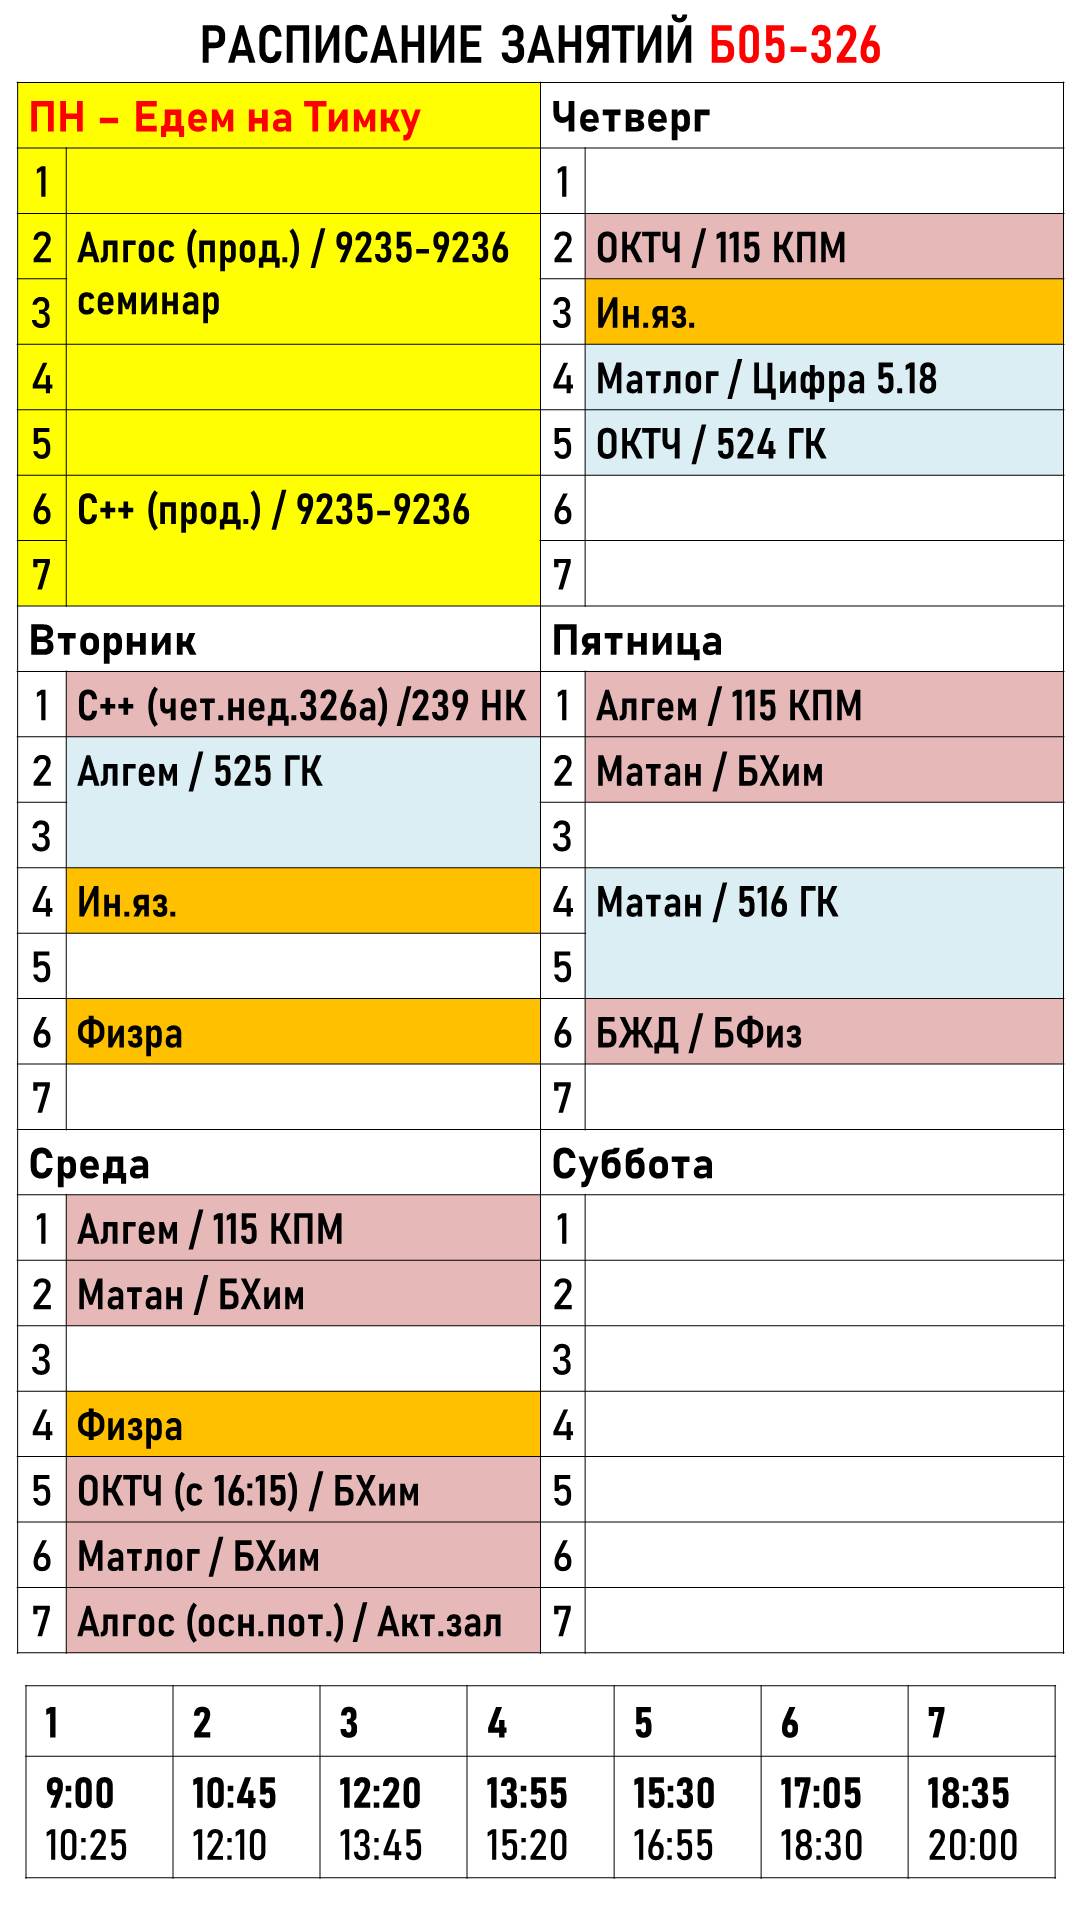 РАСПИСАНИЕ ЗАНЯТИЙ Б05-326
ПН – Едем на Тимку
1
2 Алгос (прод.) / 9235-9236
семинар
3
4
5
6 С++ (прод.) / 9235-9236
7
Вторник
1 С++ (чет.нед.326а) /239 НК
2 Алгем / 525 ГК
3
4 Ин.яз.
5
6 Физра
7
Среда
1 Алгем / 115 КПМ
2 Матан / БХим
3
4 Физра
5 ОКТЧ (с 16:15) / БХим
6 Матлог / БХим
7 Алгос (осн.пот.) / Акт.зал
Четверг
1
2 ОКТЧ / 115 КПМ
3 Ин.яз.
4 Матлог / Цифра 5.18
5 ОКТЧ / 524 ГК
6
7
Пятница
1 Алгем / 115 КПМ
2 Матан / БХим
3
4 Матан / 516 ГК
5
6 БЖД / БФиз
7
Суббота
1
2
3
4
5
6
7
1 2 3 4 5 6 7
9:00 10:45 12:20 13:55 15:30 17:05 18:35
10:25 12:10 13:45 15:20 16:55 18:30 20:00